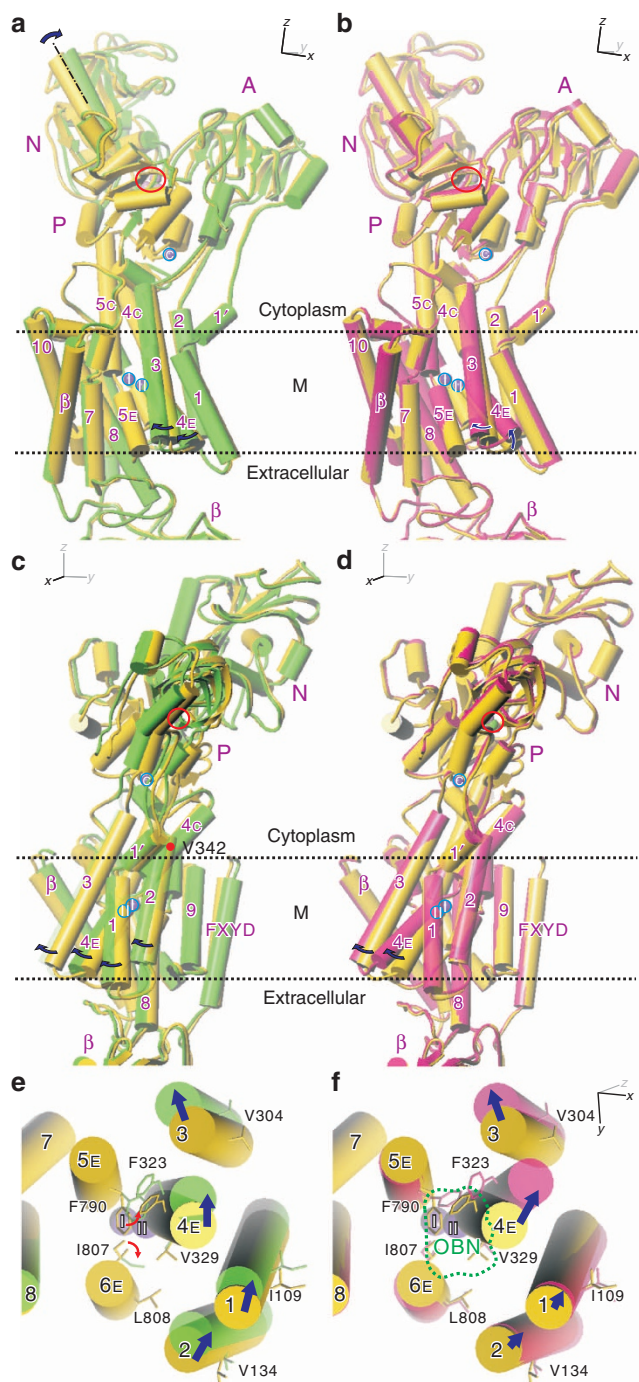 a
z
y
x
A
N
P
C
5C
4C
2
1′
Cytoplasm
10
3
1
β
7
8
5E
4E
I
II
M
Extracellular
β
b
z
y
x
A
N
P
C
5C
4C
2
1′
10
3
1
β
7
8
5E
4E
I
II
β
c
z
x
y
N
P
C
4C
Cytoplasm
V342
1′
β
3
2
9
1
I
II
M
4E
FXYD
Extracellular
8
β
d
z
x
y
N
P
C
4C
1′
β
3
2
9
1
I
II
4E
FXYD
8
β
e
V304
3
7
5E
F323
F790
I
II
4E
I807
V329
6E
8
1
I109
L808
2
V134
f
z
x
y
V304
3
7
5E
F323
F790
I
II
4E
OBN
I807
V329
6E
8
1
I109
L808
2
V134